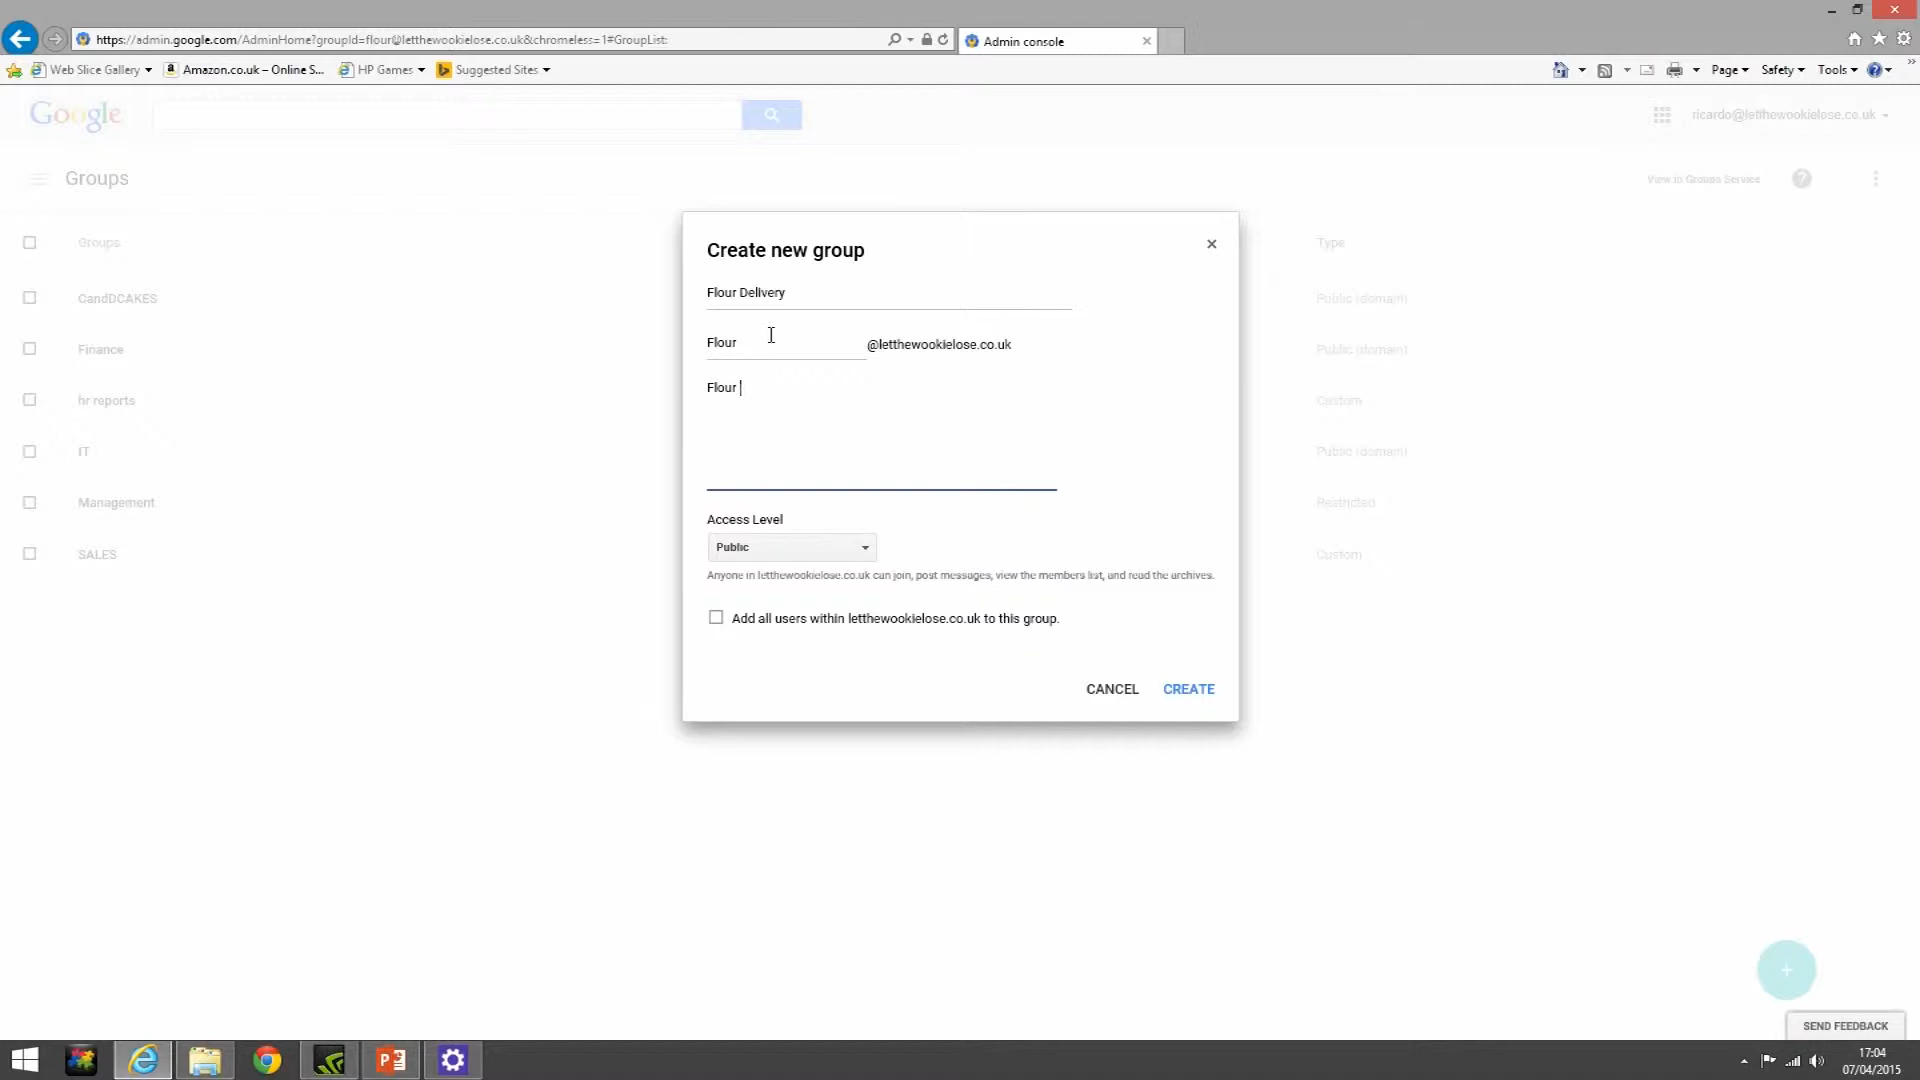 https://admin.google.com/AdminHome?groupId=flour@letthewookielose.co.uk&chromeless=1#GroupList:
Admin console
Web Slice Gallery
Amazon.co.uk – Online S...
HP Games
Suggested Sites
Page
Safety
Tools
Google
ricardo@letthewookielose.co.uk
Groups
View in Groups Service
Groups
Type
CandDCAKES
Public (domain)
Finance
Public (domain)
hr reports
Custom
IT
Public (domain)
Management
Restricted
SALES
Custom
Create new group
Flour Delivery
Flour
@letthewookielose.co.uk
Flour
Access Level
Public
Anyone in letthewookielose.co.uk can join, post messages, view the members list, and read the archives.
Add all users within letthewookielose.co.uk to this group.
CANCEL
CREATE
SEND FEEDBACK
17:04
07/04/2015